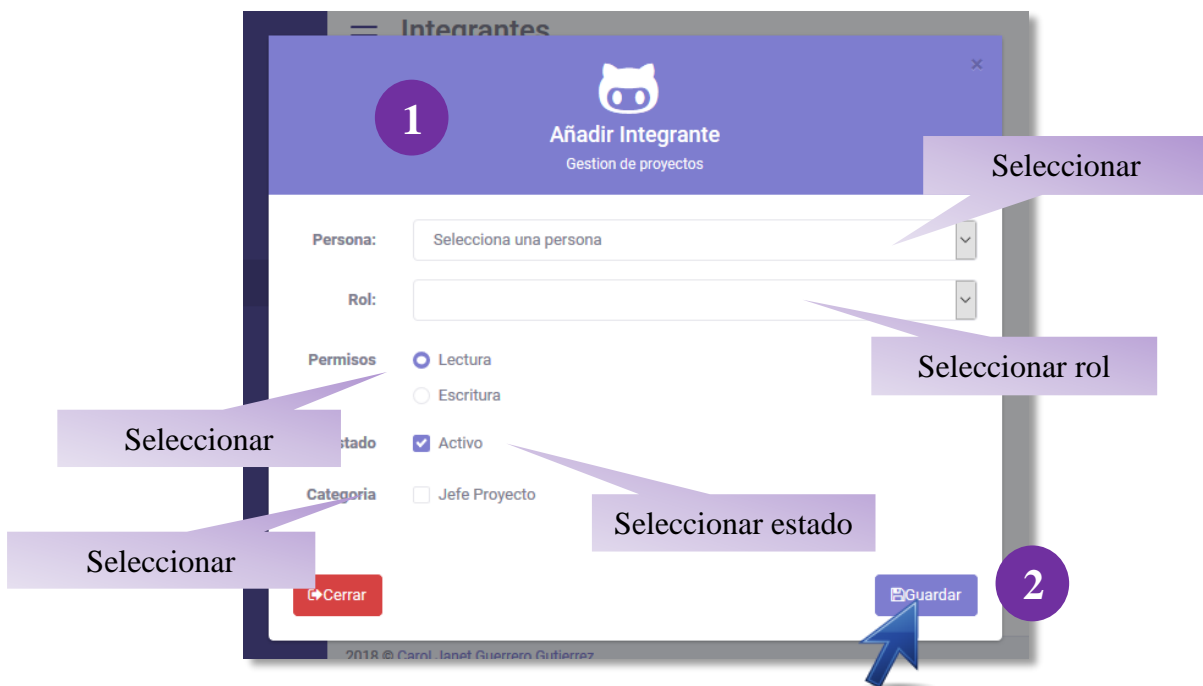 Integrantes
×
1
Añadir Integrante
Gestion de proyectos
Seleccionar
Persona:
Selecciona una persona
Rol:
Seleccionar rol
Permisos
Lectura
Escritura
Seleccionar
stado
Activo
Categoria
Jefe Proyecto
Seleccionar estado
Seleccionar
Cerrar
Guardar
2
2018 © Carol Janet Guerrero Gutierrez